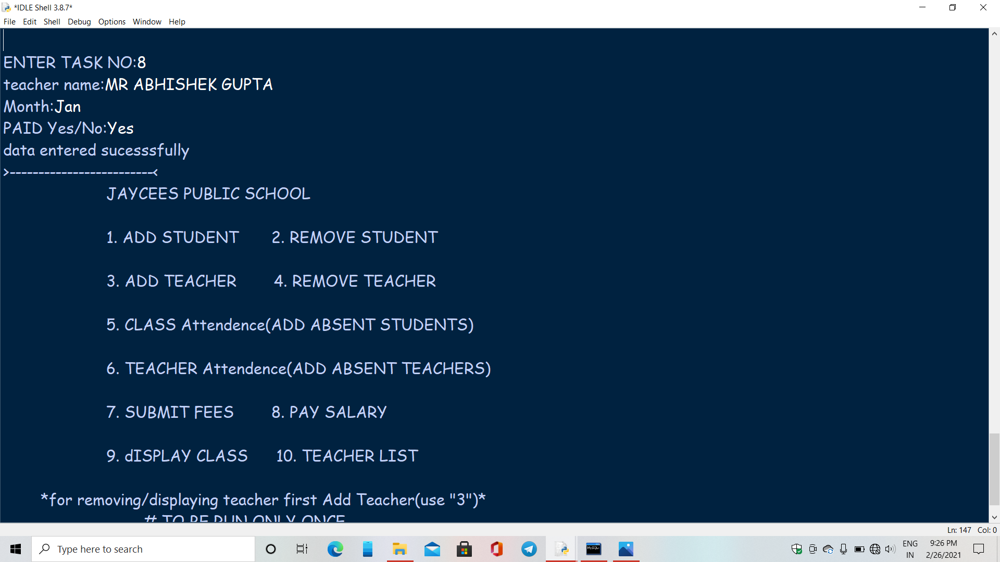 *IDLE Shell 3.8.7*
File Edit Shell Debug Options Window Help
ENTER TASK NO:8
teacher name:MR ABHISHEK GUPTA
Month:Jan
PAID Yes/No:Yes
data entered sucesssfully
>-------------------------<
JAYCEES PUBLIC SCHOOL
1. ADD STUDENT 2. REMOVE STUDENT
3. ADD TEACHER 4. REMOVE TEACHER
5. CLASS Attendence(ADD ABSENT STUDENTS)
6. TEACHER Attendence(ADD ABSENT TEACHERS)
7. SUBMIT FEES 8. PAY SALARY
9. dISPLAY CLASS 10. TEACHER LIST
*for removing/displaying teacher first Add Teacher(use "3")*
# TO BE RUN ONLY ONCE
Ln: 147 Col: 0
Type here to search
MySQL
ENG
IN
9:26 PM
2/26/2021